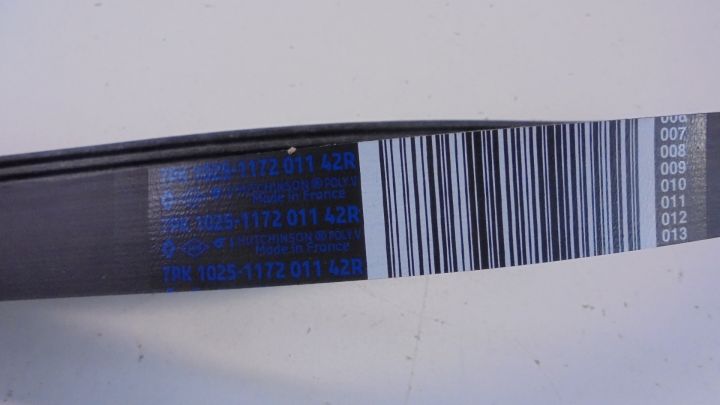 7PK 1025-1172 011 42R
HUTCHINSON ® POLY.V
Made in France
7PK 1025-1172 011 42R
HUTCHINSON ® POLY.V
Made in France
7PK 1025-1172 011 42R
006
007
008
009
010
011
012
013